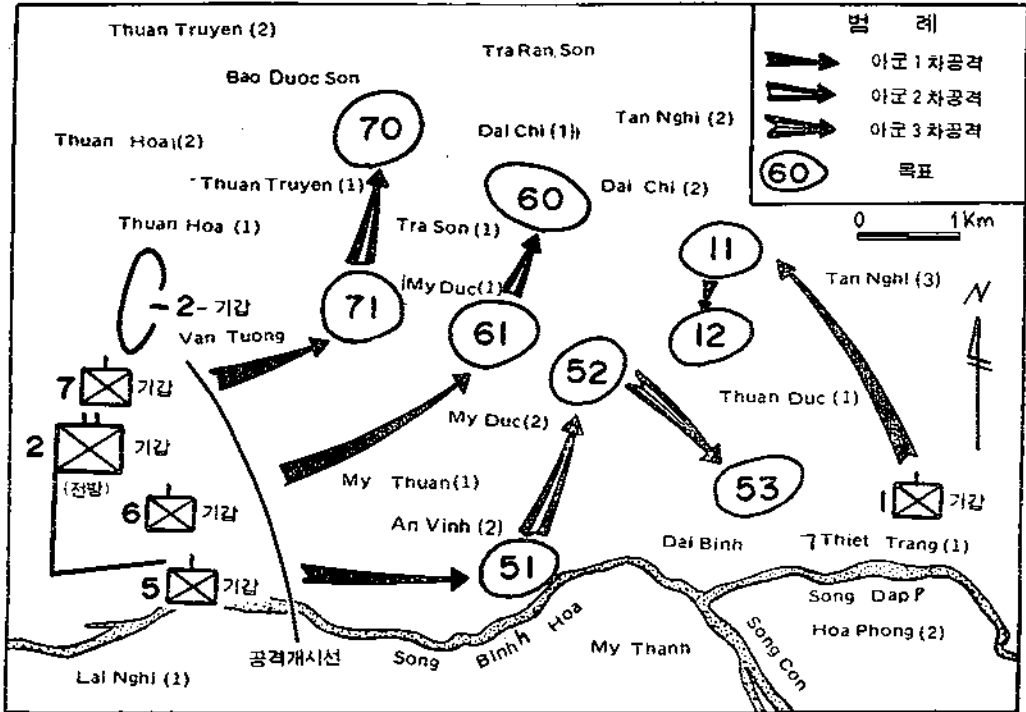 Thuan Truyen (2)
Tra Ran Son
Bao Duoc Son
70
Thuan Hoa (2)
Dai Chi (1)
Tan Nghi (2)
Thuan Truyen (1)
60
Dai Chi (2)
Thuan Hoa (1)
Tra Son (1)
11
Tan Nghi (3)
2-기갑
Van Tuong
71
My Duc (1)
61
12
7 기갑
52
Thuan Duc (1)
2 기갑
(전방)
My Duc (2)
My Thuan (1)
53
1 기갑
6 기갑
An Vinh (2)
Dai Binh
Thiet Trang (1)
5 기갑
51
Song Dap
공격개시선
Song Binh Hoa
My Thanh
Song Con
Hoa Phong (2)
Lai Nghi (1)
범 례
아군 1차공격
아군 2차공격
아군 3차공격
60 목표
0 1Km
N